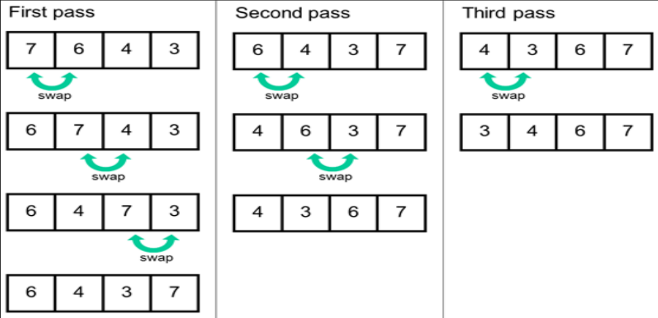 First pass
7 6 4 3
swap
6 7 4 3
swap
6 4 7 3
swap
6 4 3 7
Second pass
6 4 3 7
swap
4 6 3 7
swap
4 3 6 7
Third pass
4 3 6 7
swap
3 4 6 7